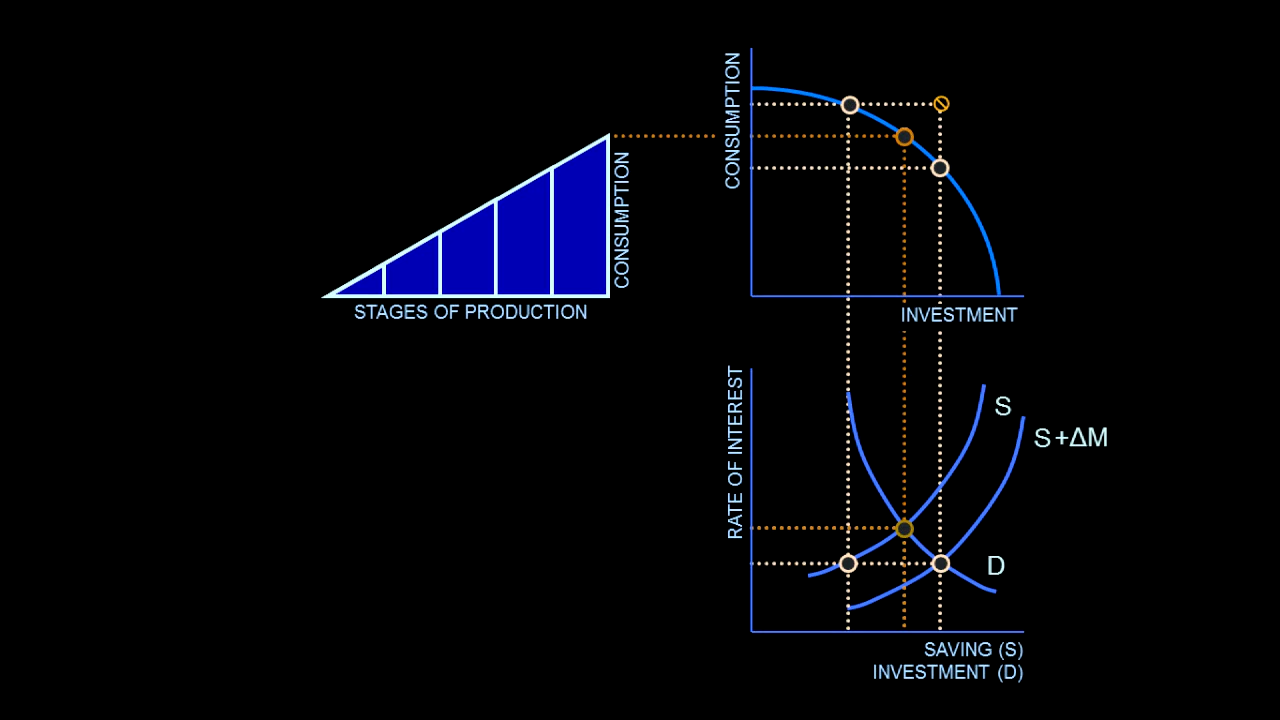 CONSUMPTION
STAGES OF PRODUCTION
CONSUMPTION
INVESTMENT
RATE OF INTEREST
S
S+ΔM
D
SAVING (S)
INVESTMENT (D)